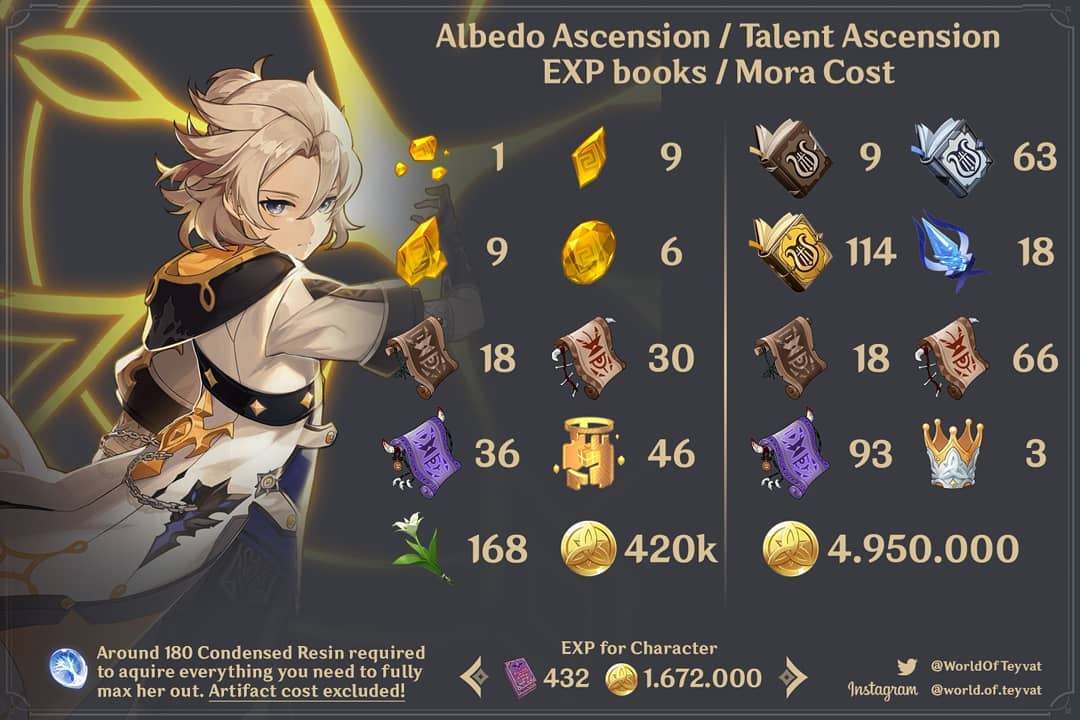 Albedo Ascension / Talent Ascension
EXP books / Mora Cost
1 9 9 63
9 6 114 18
18 30 18 66
36 46 93 3
168 420k 4.950.000
Around 180 Condensed Resin required
to aquire everything you need to fully
max her out. Artifact cost excluded!
EXP for Character
432 1.672.000
@WorldOfTeyvat
Instagram @world.of.teyvat